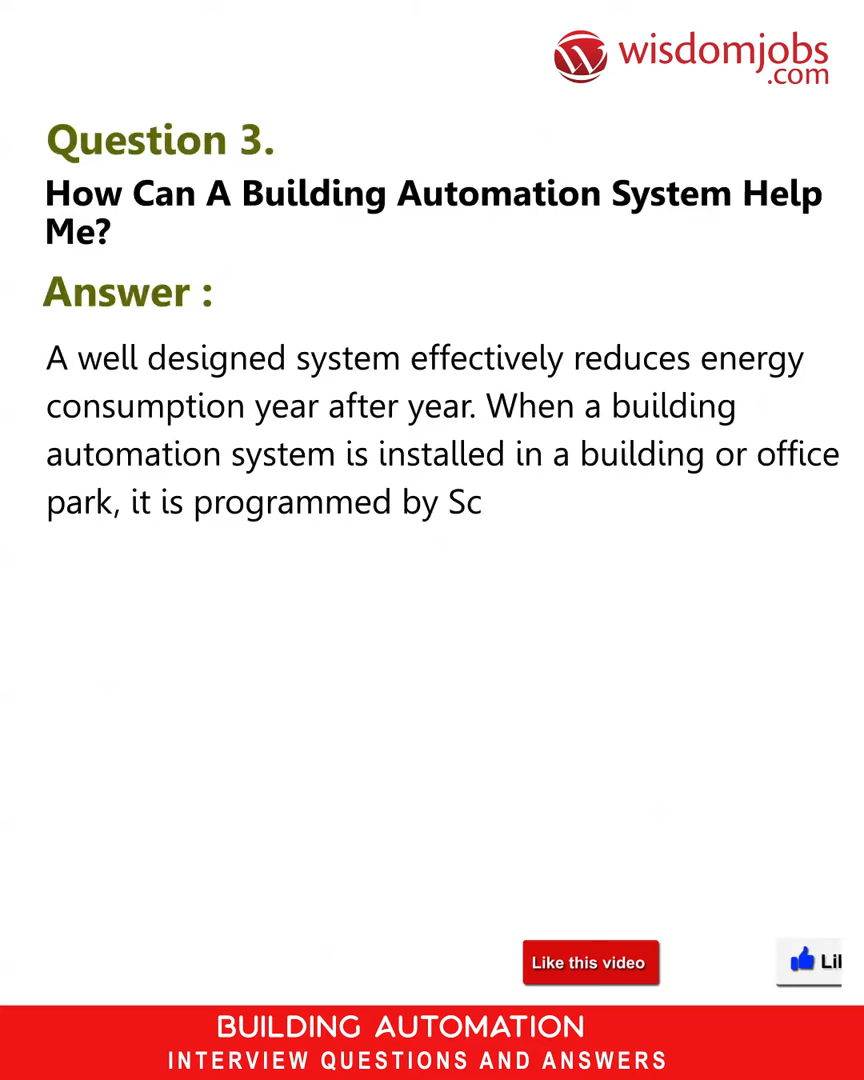 wisdomjobs
.com
Question 3.
How Can A Building Automation System Help
Me?
Answer :
A well designed system effectively reduces energy
consumption year after year. When a building
automation system is installed in a building or office
park, it is programmed by Sc
Like this video
Lil
BUILDING AUTOMATION
INTERVIEW QUESTIONS AND ANSWERS